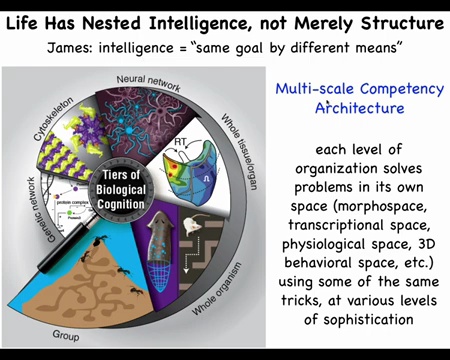 Life Has Nested Intelligence, not Merely Structure
James: intelligence = “same goal by different means”
Neural network
Cytoskeleton
Whole tissue/organ
RT
Tiers of
Biological
Cognition
Genetic network
protein complex
Whole organism
Group
Multi-scale Competency
Architecture
each level of
organization solves
problems in its own
space (morphospace,
transcriptional space,
physiological space, 3D
behavioral space, etc.)
using some of the same
tricks, at various levels
of sophistication